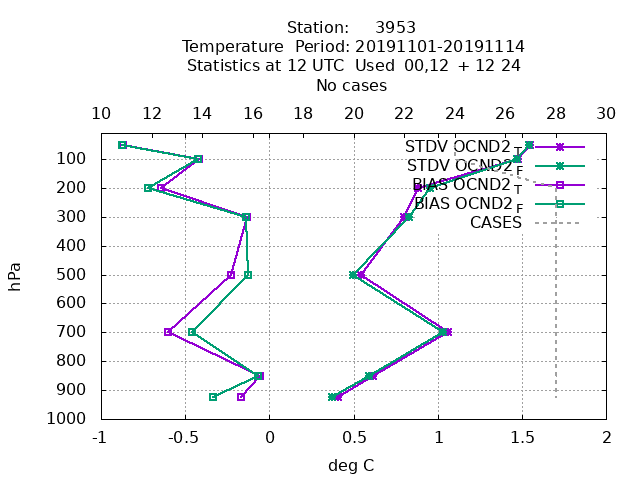 Station: 3953
Temperature Period: 20191101-20191114
Statistics at 12 UTC Used 00,12 + 12 24
No cases
10 12 14 16 18 20 22 24 26 28 30
STDV OCND2_T
STDV OCND2_F
BIAS OCND2_T
BIAS OCND2_F
CASES
100
200
300
400
500
600
700
800
900
1000
hPa
-1 -0.5 0 0.5 1 1.5 2
deg C